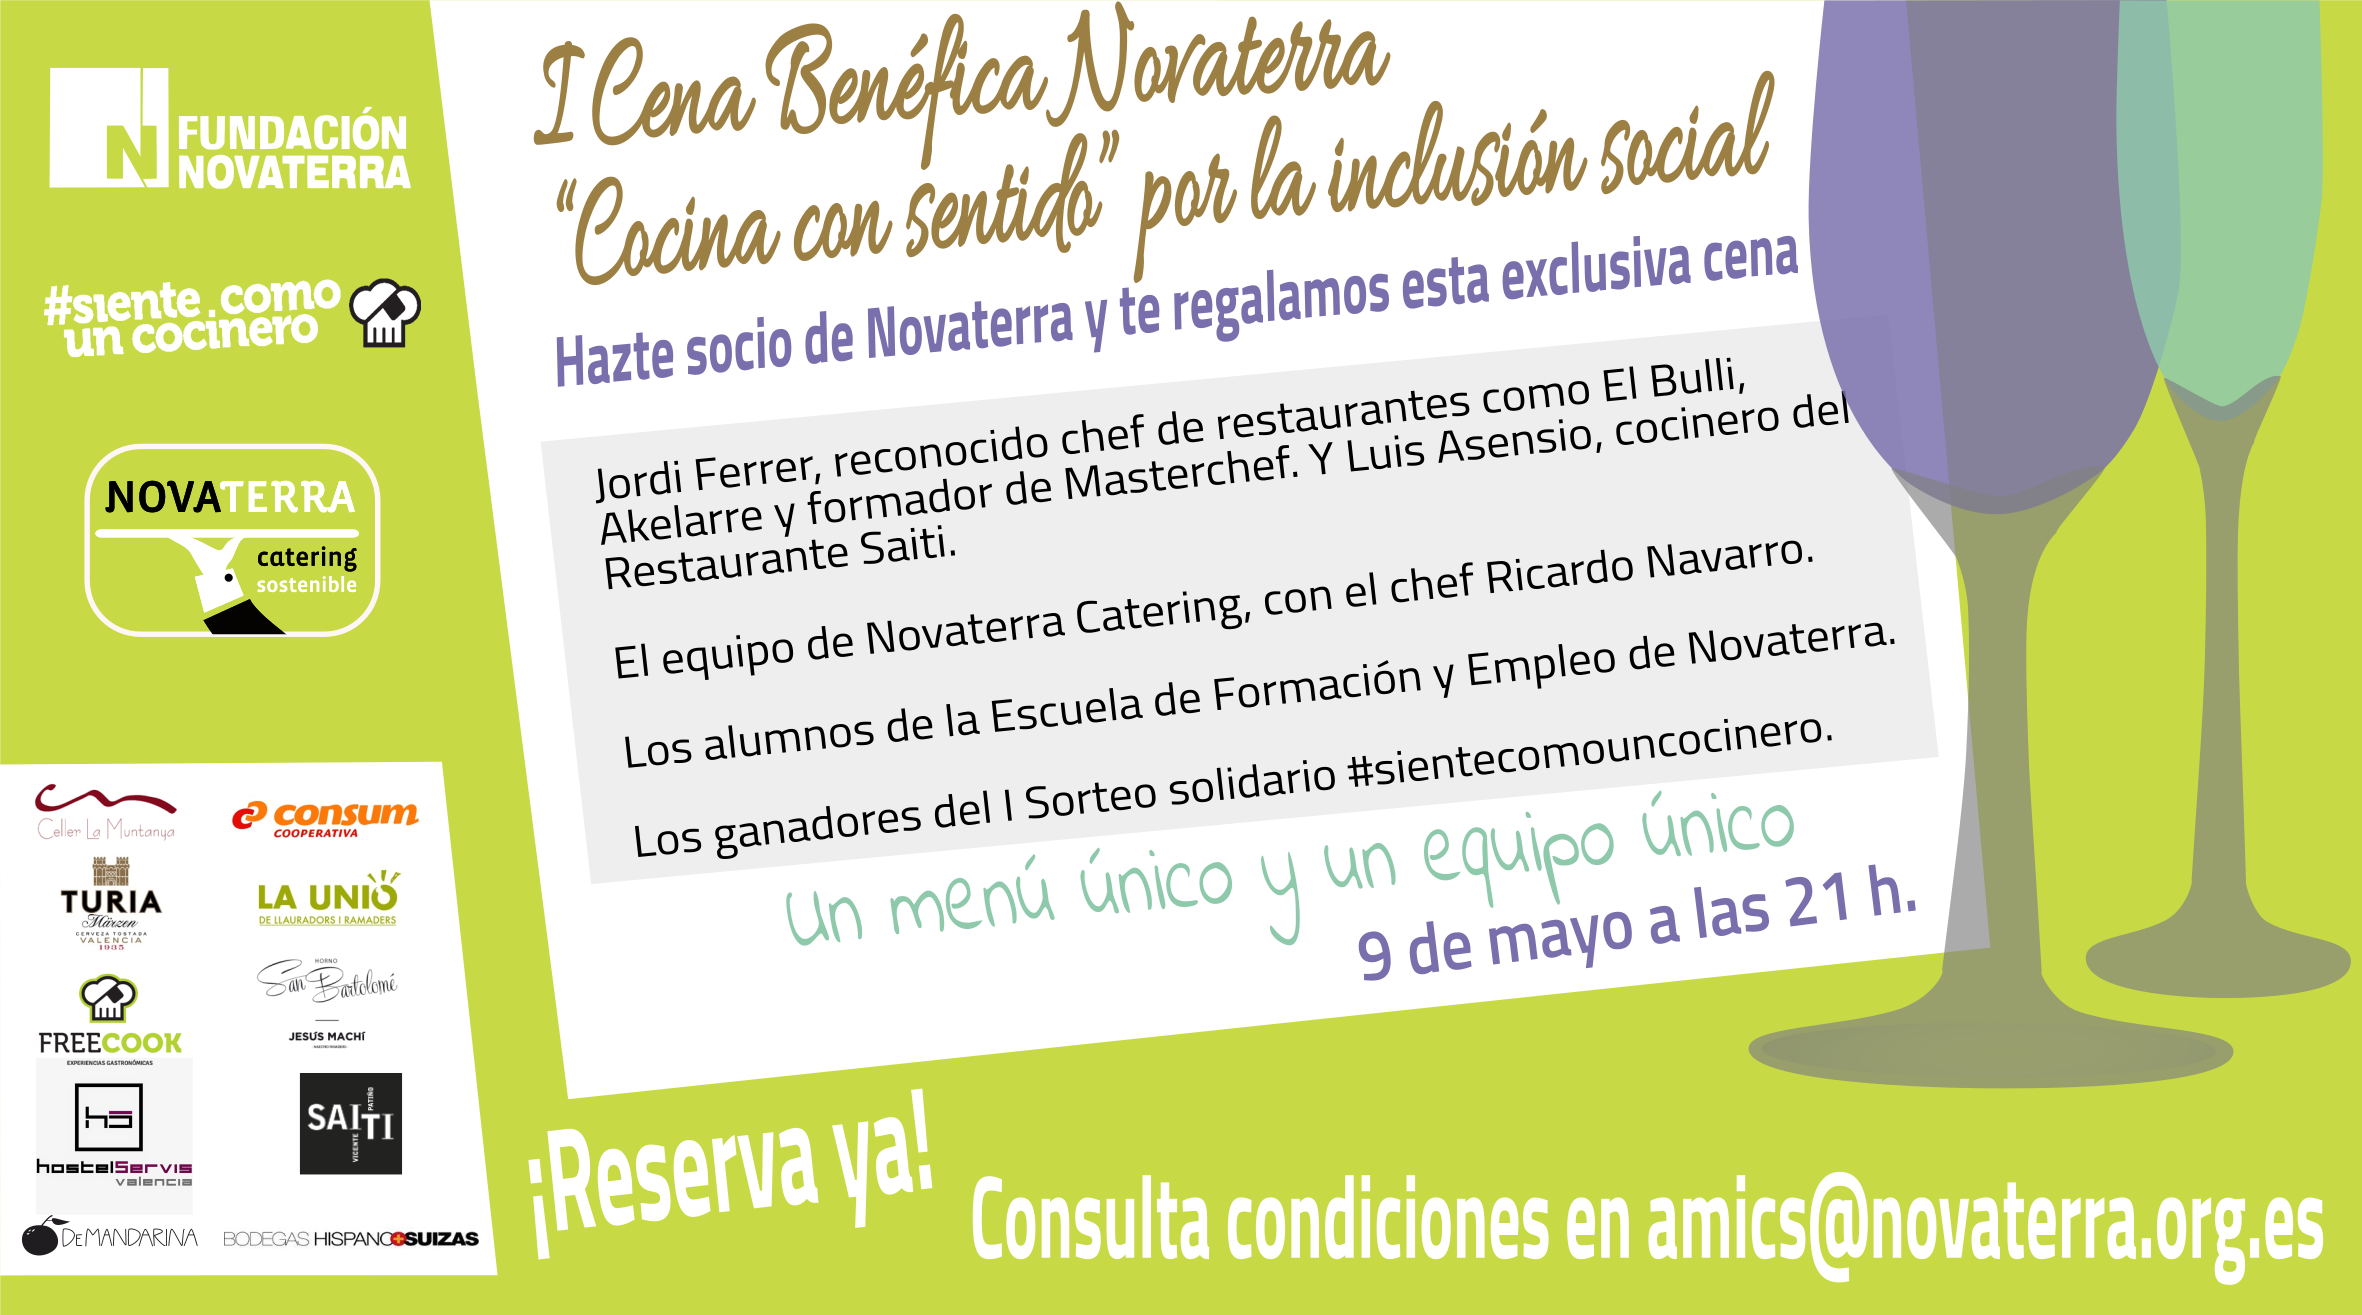 FUNDACIÓN
NOVATERRA
#siente.como
un cocinero
NOVATERRA
catering
sostenible
I Cena Benéfica Novaterra
“Cocina con sentido” por la inclusión social
Hazte socio de Novaterra y te regalamos esta exclusiva cena
Jordi Ferrer, reconocido chef de restaurantes como El Bulli,
Akelarre y formador de Masterchef. Y Luis Asensio, cocinero del
Restaurante Saiti.
El equipo de Novaterra Catering, con el chef Ricardo Navarro.
Los alumnos de la Escuela de Formación y Empleo de Novaterra.
Los ganadores del I Sorteo solidario #sientecomouncocinero.
un menú único y un equipo único
9 de mayo a las 21 h.
Celler La Muntanya
consum
COOPERATIVA
TURIA
Märzen
CERVEZA TOSTADA
VALENCIA
1935
LA UNIÓ
DE LLAURADORS I RAMADERS
FREECOOK
EXPERIENCIAS GASTRONÓMICAS
HORNO
San Bartolomé
JESÚS MACHÍ
hs
hostelServis
valencia
SAITI
VICENTE
PATIÑO
DeMANDARINA
BODEGAS HISPANO+SUIZAS
¡Reserva ya!
Consulta condiciones en amics@novaterra.org.es